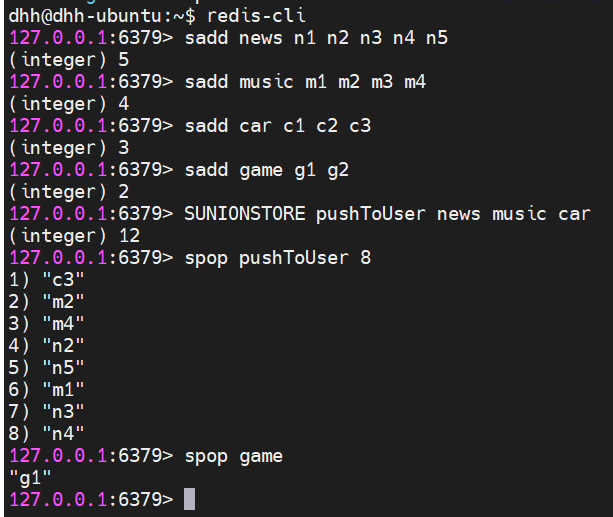 dhh@dhh-ubuntu:~$ redis-cli
127.0.0.1:6379> sadd news n1 n2 n3 n4 n5
(integer) 5
127.0.0.1:6379> sadd music m1 m2 m3 m4
(integer) 4
127.0.0.1:6379> sadd car c1 c2 c3
(integer) 3
127.0.0.1:6379> sadd game g1 g2
(integer) 2
127.0.0.1:6379> SUNIONSTORE pushToUser news music car
(integer) 12
127.0.0.1:6379> spop pushToUser 8
1) "c3"
2) "m2"
3) "m4"
4) "n2"
5) "n5"
6) "m1"
7) "n3"
8) "n4"
127.0.0.1:6379> spop game
"g1"
127.0.0.1:6379>